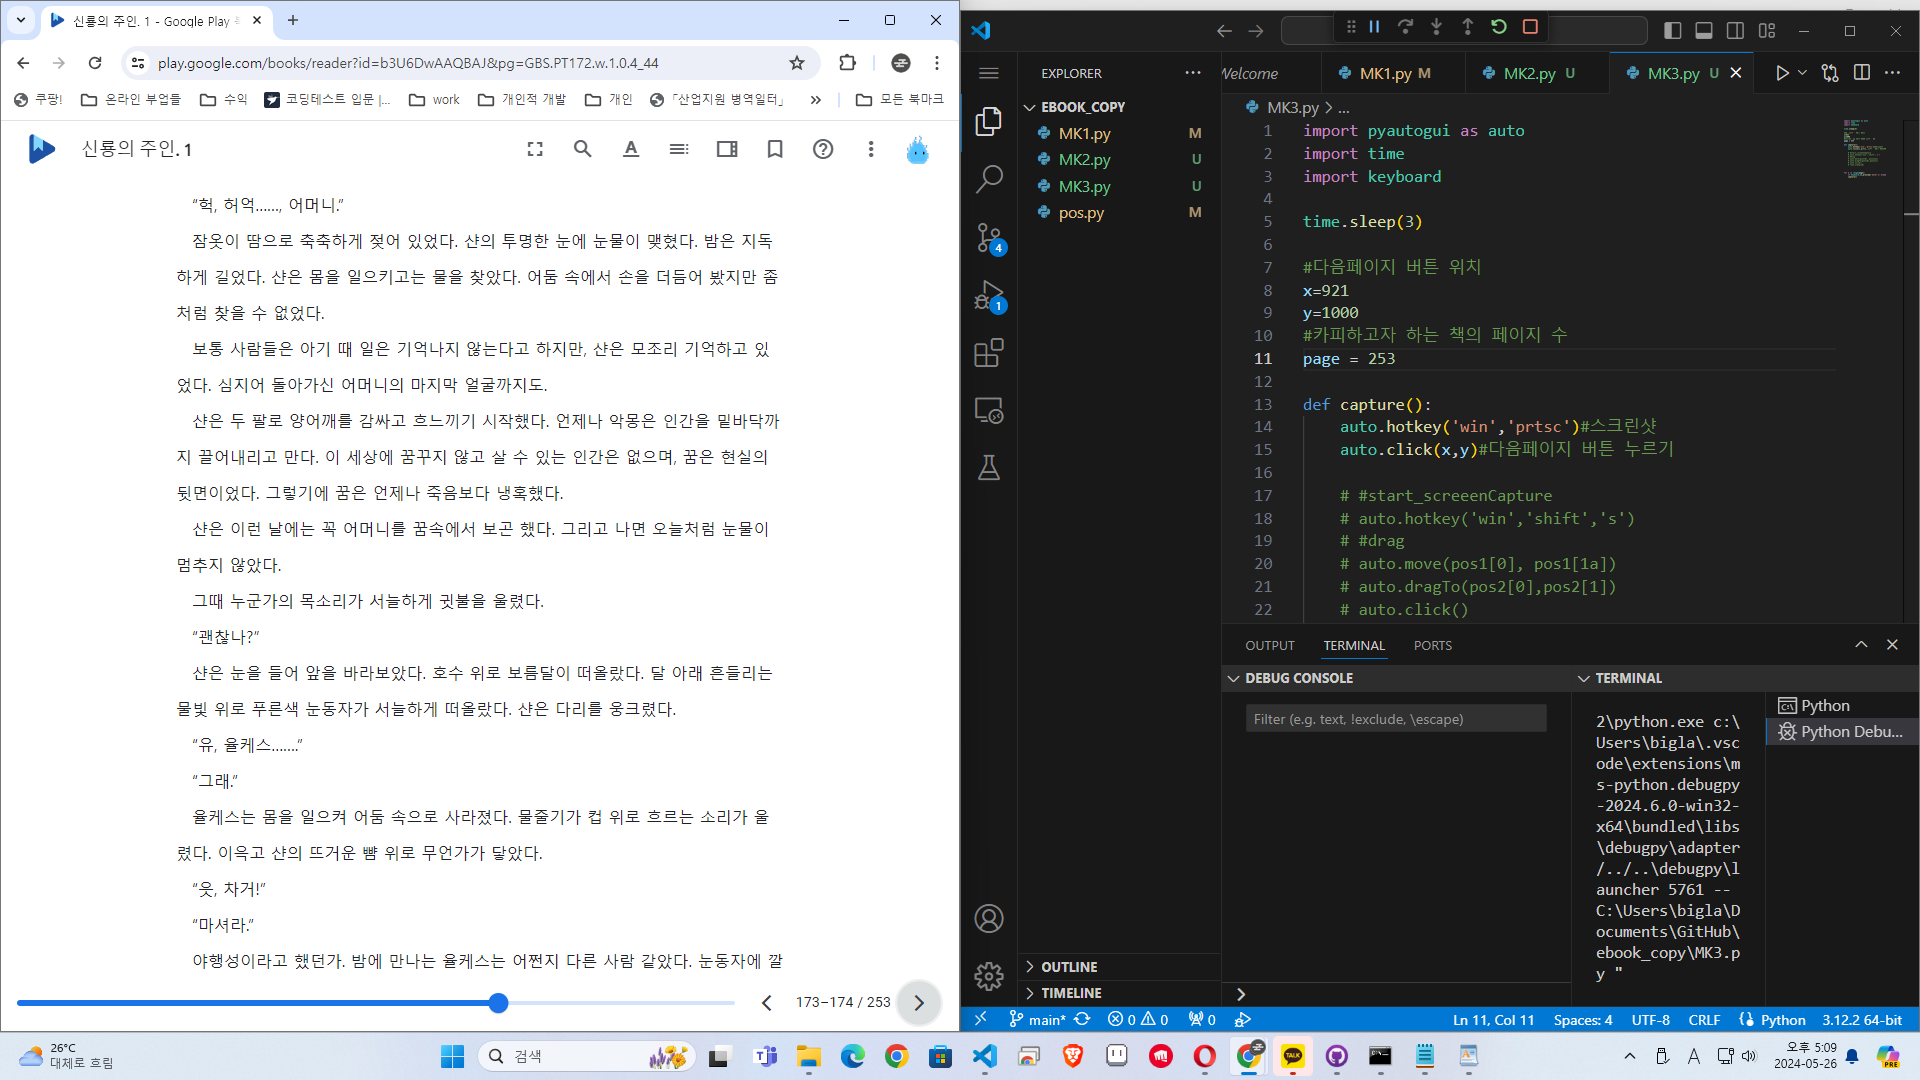 신룡의 주인. 1 - Google Play
play.google.com/books/reader?id=b3U6DwAAQBAJ&pg=GBS.PT172.w.1.0.4_44
쿠팡! 온라인 부업들 수익 코딩테스트 입문 |... work 개인적 개발 개인 「산업지원 병역일터」 » 모든 북마크
신룡의 주인. 1
“헉, 허억……, 어머니.”
잠옷이 땀으로 축축하게 젖어 있었다. 샨의 투명한 눈에 눈물이 맺혔다. 밤은 지독
하게 길었다. 샨은 몸을 일으키고는 물을 찾았다. 어둠 속에서 손을 더듬어 봤지만 좀
처럼 찾을 수 없었다.
보통 사람들은 아기 때 일은 기억나지 않는다고 하지만, 샨은 모조리 기억하고 있
었다. 심지어 돌아가신 어머니의 마지막 얼굴까지도.
샨은 두 팔로 양어깨를 감싸고 흐느끼기 시작했다. 언제나 악몽은 인간을 밑바닥까
지 끌어내리고 만다. 이 세상에 꿈꾸지 않고 살 수 있는 인간은 없으며, 꿈은 현실의
뒷면이었다. 그렇기에 꿈은 언제나 죽음보다 냉혹했다.
샨은 이런 날에는 꼭 어머니를 꿈속에서 보곤 했다. 그리고 나면 오늘처럼 눈물이
멈추지 않았다.
그때 누군가의 목소리가 서늘하게 귓불을 울렸다.
“괜찮나?”
샨은 눈을 들어 앞을 바라보았다. 호수 위로 보름달이 떠올랐다. 달 아래 흔들리는
물빛 위로 푸른색 눈동자가 서늘하게 떠올랐다. 샨은 다리를 웅크렸다.
“유, 율케스…….”
“그래.”
율케스는 몸을 일으켜 어둠 속으로 사라졌다. 물줄기가 컵 위로 흐르는 소리가 울
렸다. 이윽고 샨의 뜨거운 뺨 위로 무언가가 닿았다.
“읏, 차거!”
“마셔라.”
야행성이라고 했던가. 밤에 만나는 율케스는 어쩐지 다른 사람 같았다. 눈동자에 깔
173–174 / 253
EXPLORER
EBOOK_COPY
MK1.py M
MK2.py U
MK3.py U
pos.py M
OUTLINE
TIMELINE
Welcome MK1.py M MK2.py U MK3.py U
MK3.py > ...
1 import pyautogui as auto
2 import time
3 import keyboard
4
5 time.sleep(3)
6
7 #다음페이지 버튼 위치
8 x=921
9 y=1000
10 #카피하고자 하는 책의 페이지 수
11 page = 253
12
13 def capture():
14 auto.hotkey('win','prtsc')#스크린샷
15 auto.click(x,y)#다음페이지 버튼 누르기
16
17 # #start_screeenCapture
18 # auto.hotkey('win','shift','s')
19 # #drag
20 # auto.move(pos1[0], pos1[1a])
21 # auto.dragTo(pos2[0],pos2[1])
22 # auto.click()
OUTPUT TERMINAL PORTS
DEBUG CONSOLE
Filter (e.g. text, !exclude, \escape)
TERMINAL
2\python.exe c:\
Users\bigla\.vsc
ode\extensions\m
s-python.debugpy
-2024.6.0-win32-
x64\bundled\libs
\debugpy\adapter
/../..\debugpy\l
auncher 5761 --
C:\Users\bigla\D
ocuments\GitHub\
ebook_copy\MK3.p
y "
Python
Python Debu...
4
1
main* 0 0 0 Ln 11, Col 11 Spaces: 4 UTF-8 CRLF Python 3.12.2 64-bit
26°C
대체로 흐림
검색
TALK
A
오후 5:09
2024-05-26
PRE